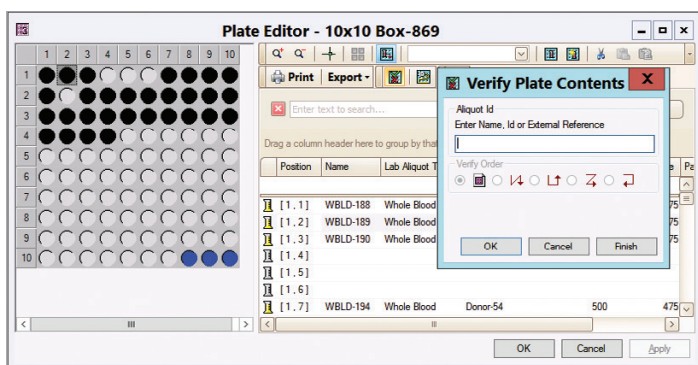 Plate Editor - 10x10 Box-869
1 2 3 4 5 6 7 8 9 10
1
2
3
4
5
6
7
8
9
10
Print Export
Enter text to search...
Drag a column header here to group by that
Position Name Lab Aliquot T
[1,1] WBLD-188 Whole Blood
[1,2] WBLD-189 Whole Blood
[1,3] WBLD-190 Whole Blood
[1,4]
[1,5]
[1,6]
[1,7] WBLD-194 Whole Blood Donor-54 500 475
Verify Plate Contents X
Aliquot Id
Enter Name, Id or External Reference
Verify Order
OK Cancel Finish
OK Cancel Apply